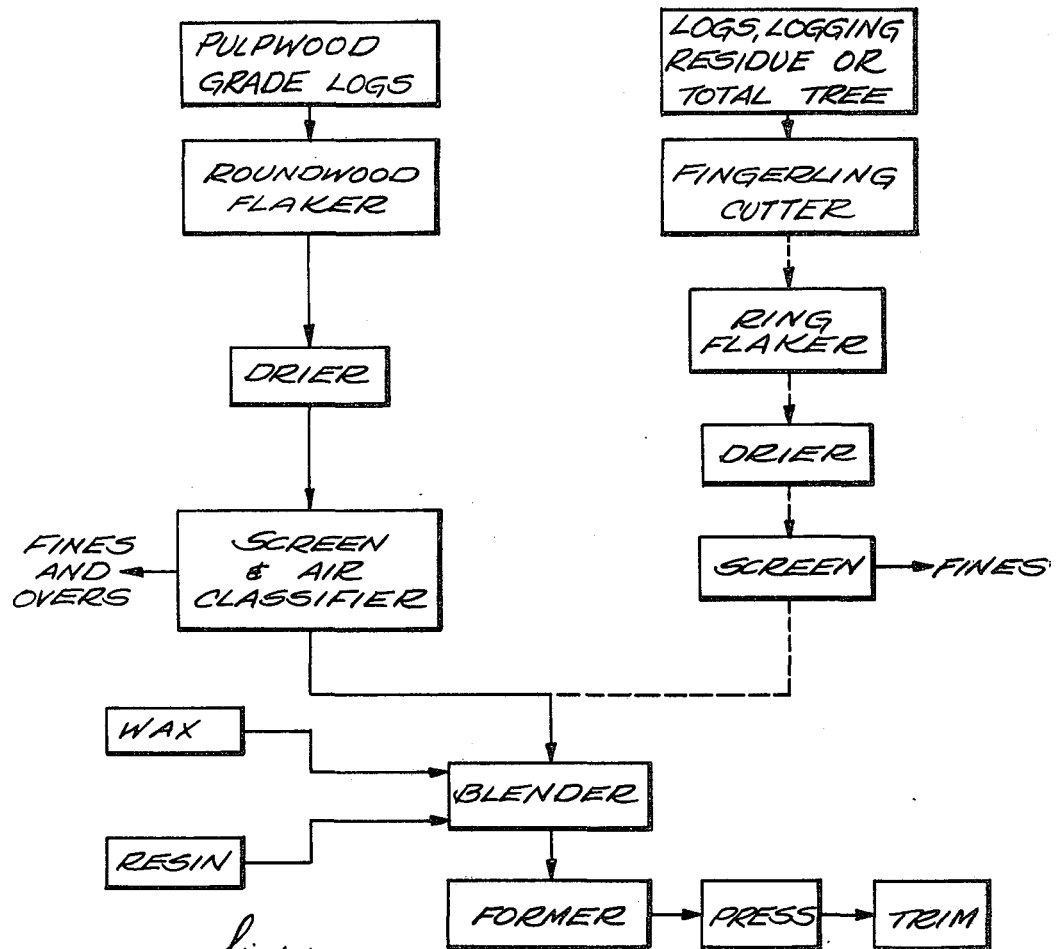 PULPWOOD
GRADE LOGS
LOGS, LOGGING
RESIDUE OR
TOTAL TREE
ROUNDWOOD
FLAKER
FINGERLING
CUTTER
RING
FLAKER
DRIER
DRIER
FINES
AND
OVERS
SCREEN
& AIR
CLASSIFIER
SCREEN
FINES
WAX
BLENDER
RESIN
FORMER
PRESS
TRIM